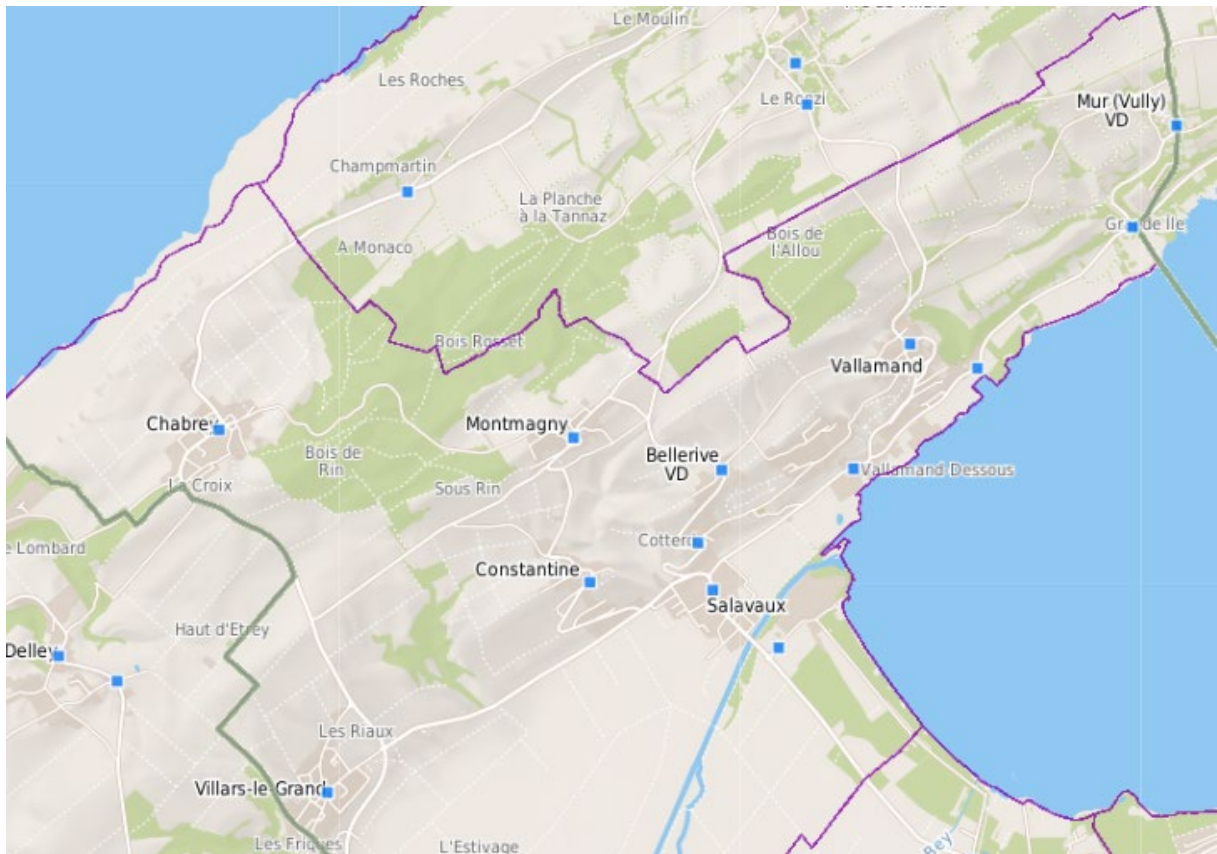 Le Moulin
Les Roches
Mur (Vully)
VD
Champmartin
La Planche
à la Tannaz
Bois de
l'Allou
A Monaco
Bois Rosset
Vallamand
Chabrey
Montmagny
Bois de
Rin
Bellerive
VD
Vallamand Dessous
La Croix
Sous Rin
Lombard
Constantine
Salavaux
Haut d'Etrey
Delley
Les Riaux
Villars-le-Grand
Les Friques
L'Estivage
Bey